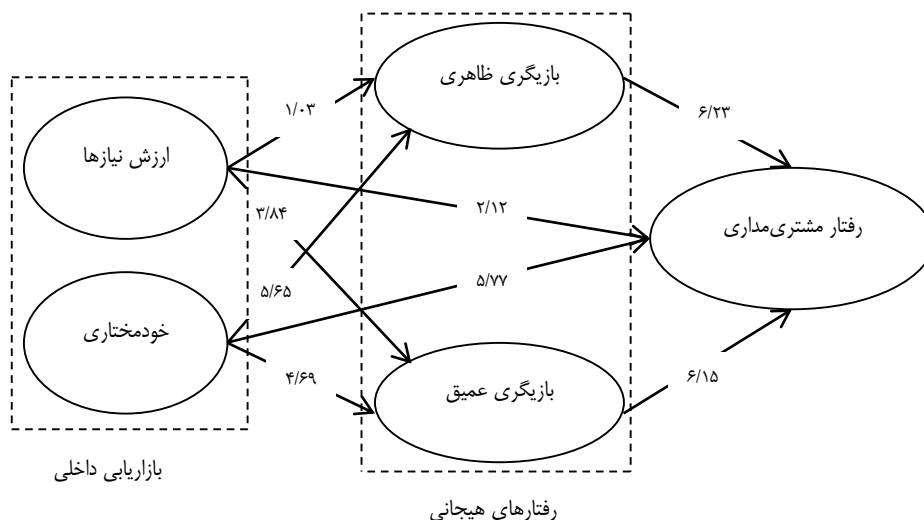 بازیگری ظاهری
۱/۰۳
۶/۲۳
ارزش نیازها
۳/۸۴
۲/۱۲
رفتار مشتری‌مداری
۵/۶۵
۵/۷۷
خودمختاری
۴/۶۹
بازیگری عمیق
۶/۱۵
بازاریابی داخلی
رفتارهای هیجانی